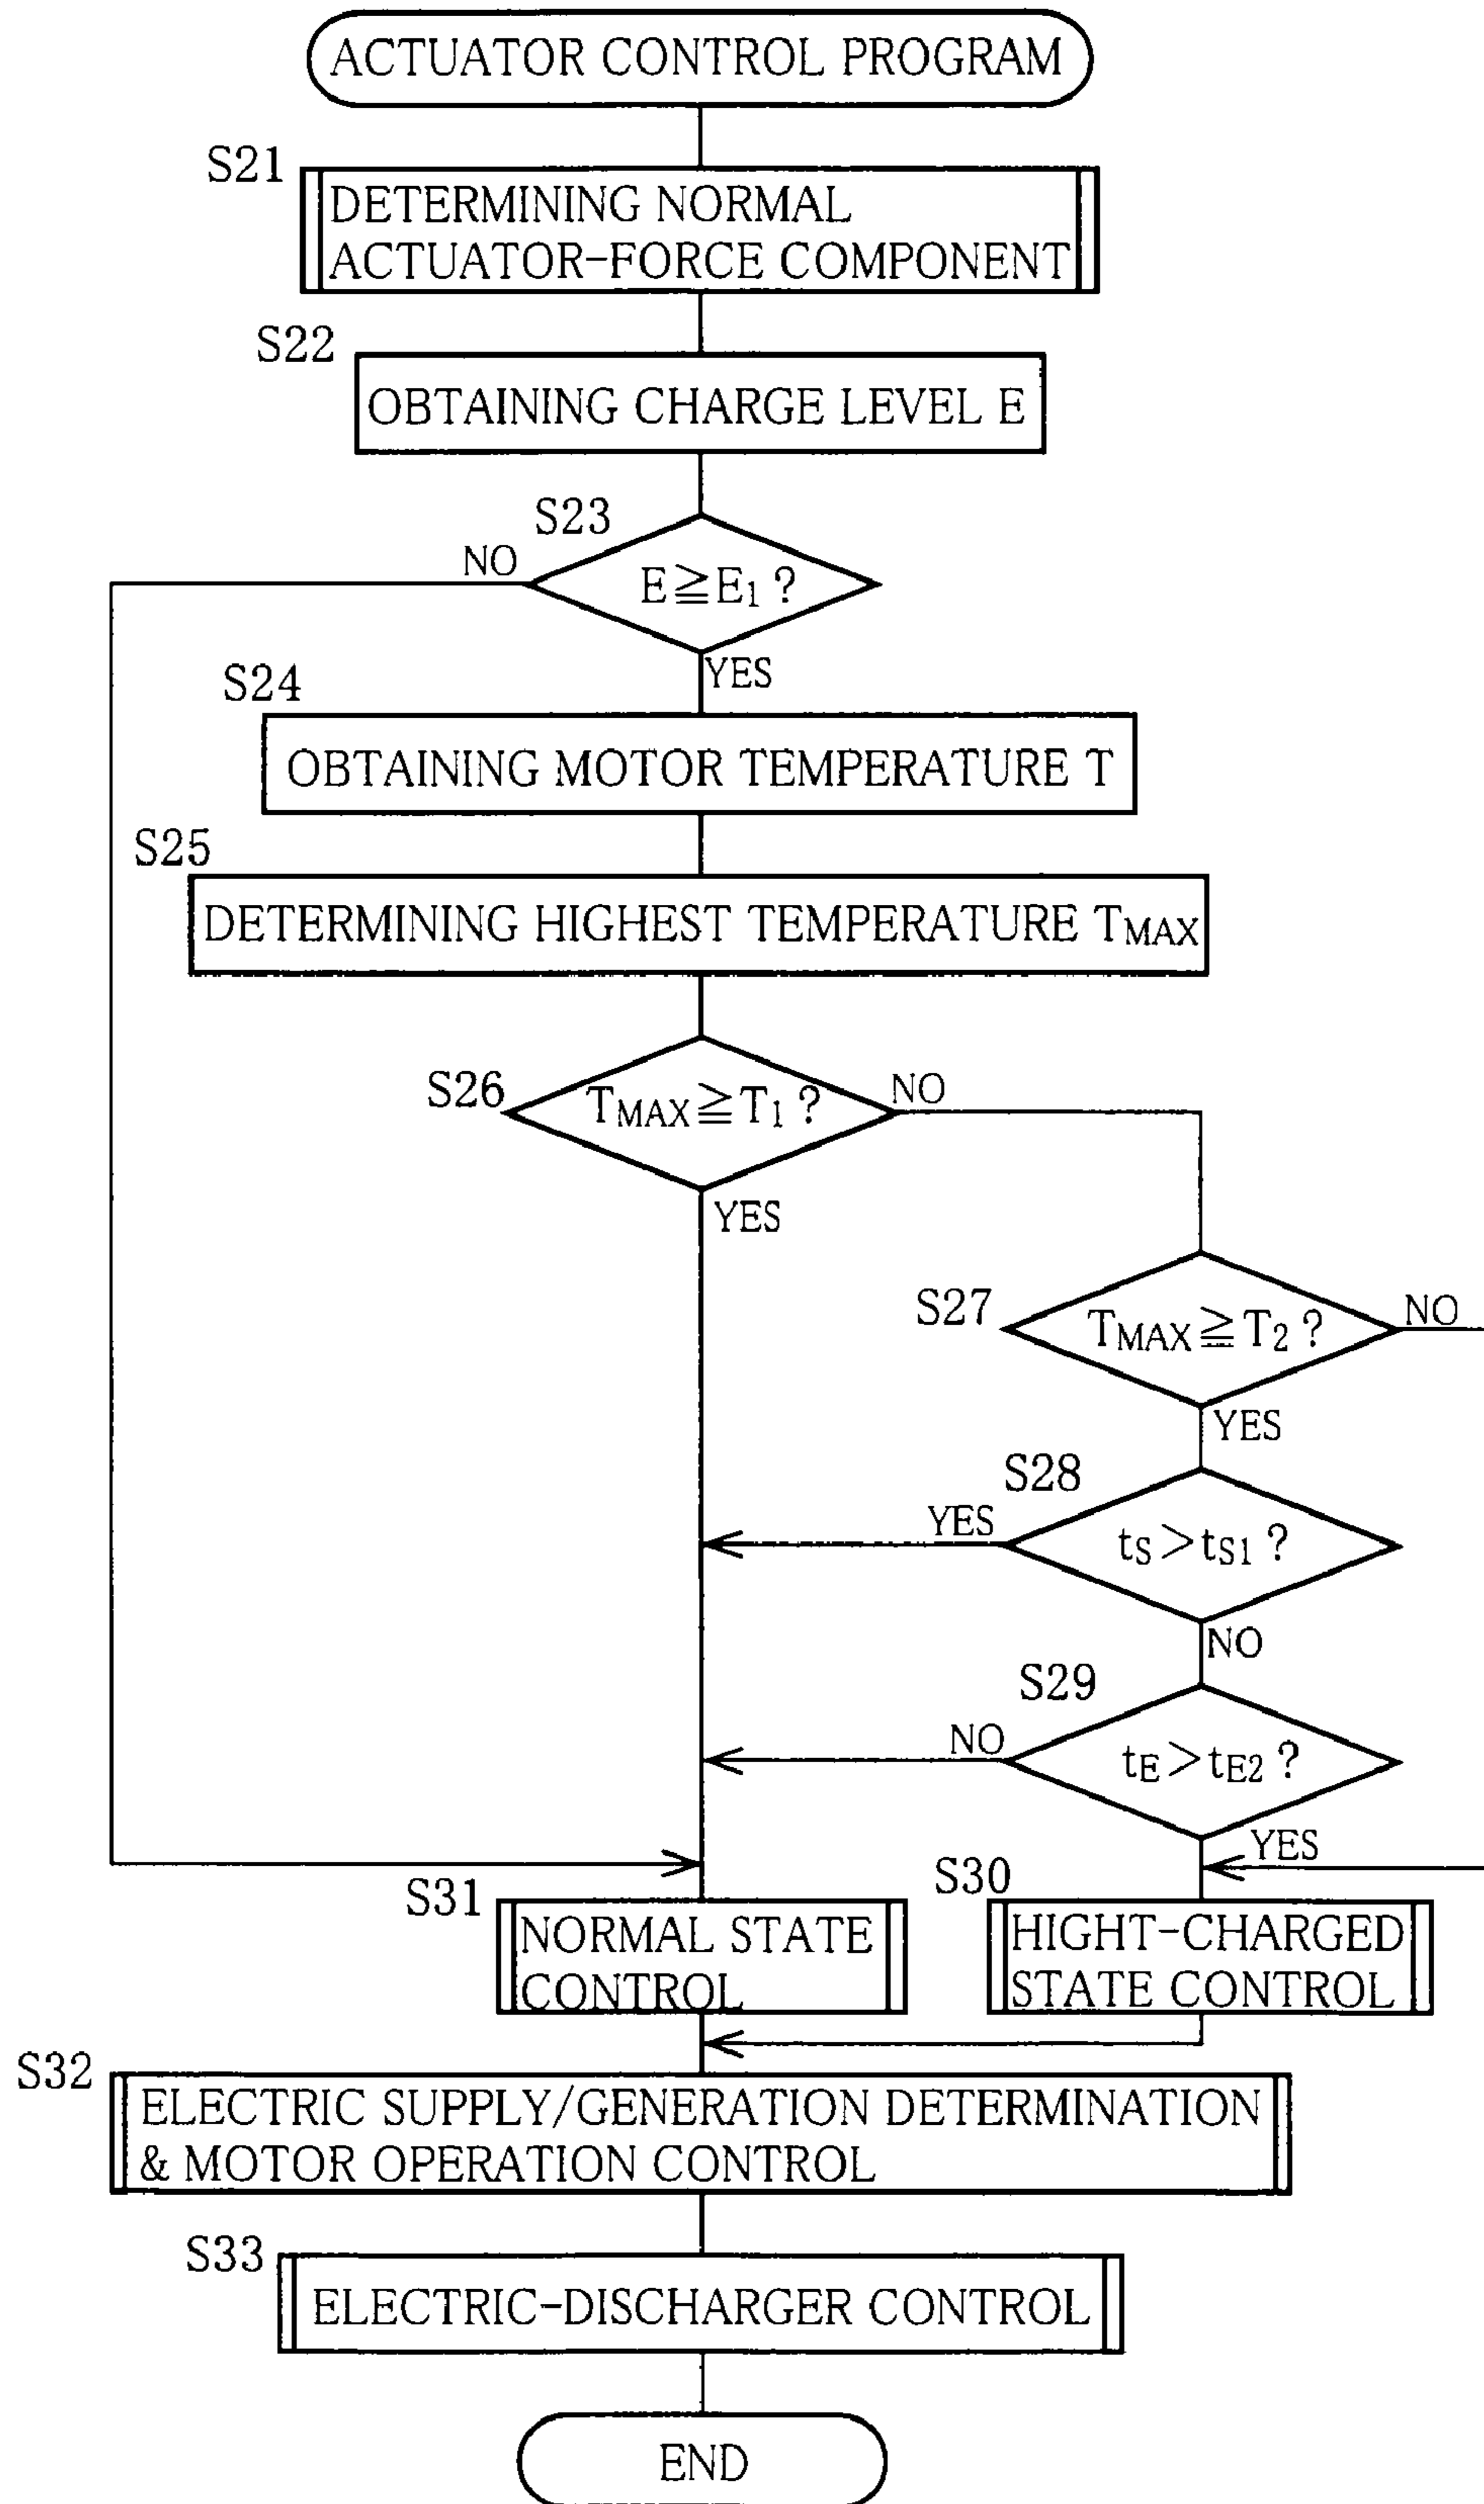 ACTUATOR CONTROL PROGRAM
S21
DETERMINING NORMAL
ACTUATOR-FORCE COMPONENT
S22
OBTAINING CHARGE LEVEL E
S23
NO
E≧E1 ?
YES
S24
OBTAINING MOTOR TEMPERATURE T
S25
DETERMINING HIGHEST TEMPERATURE TMAX
S26
TMAX≧T1 ?
NO
YES
S27
TMAX≧T2 ?
NO
YES
S28
YES
tS>tS1 ?
NO
S29
NO
tE>tE2 ?
YES
S31
NORMAL STATE
CONTROL
S30
HIGHT-CHARGED
STATE CONTROL
S32
ELECTRIC SUPPLY/GENERATION DETERMINATION
& MOTOR OPERATION CONTROL
S33
ELECTRIC-DISCHARGER CONTROL
END